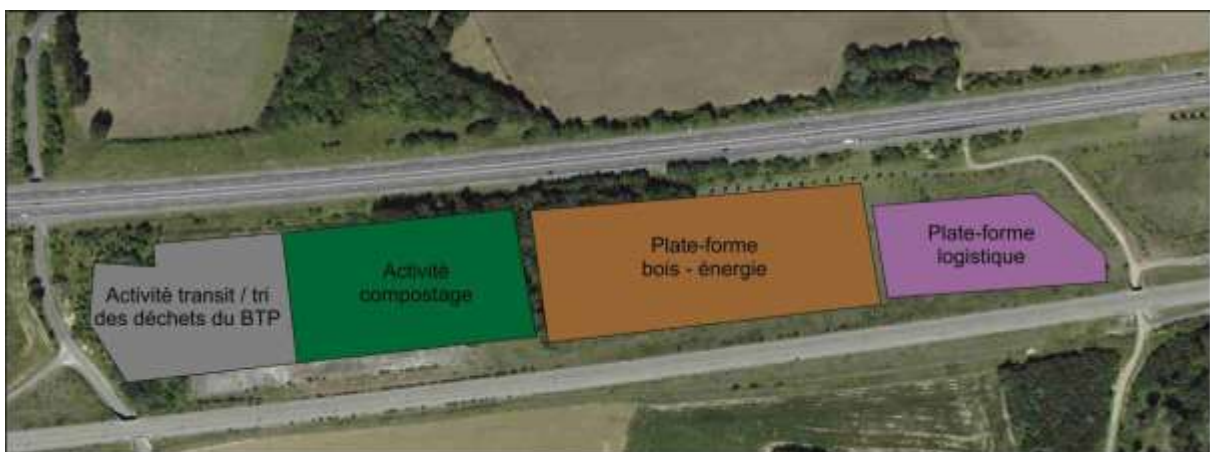 Activité transit / tri
des déchets du BTP
Activité
compostage
Plate-forme
bois - énergie
Plate-forme
logistique